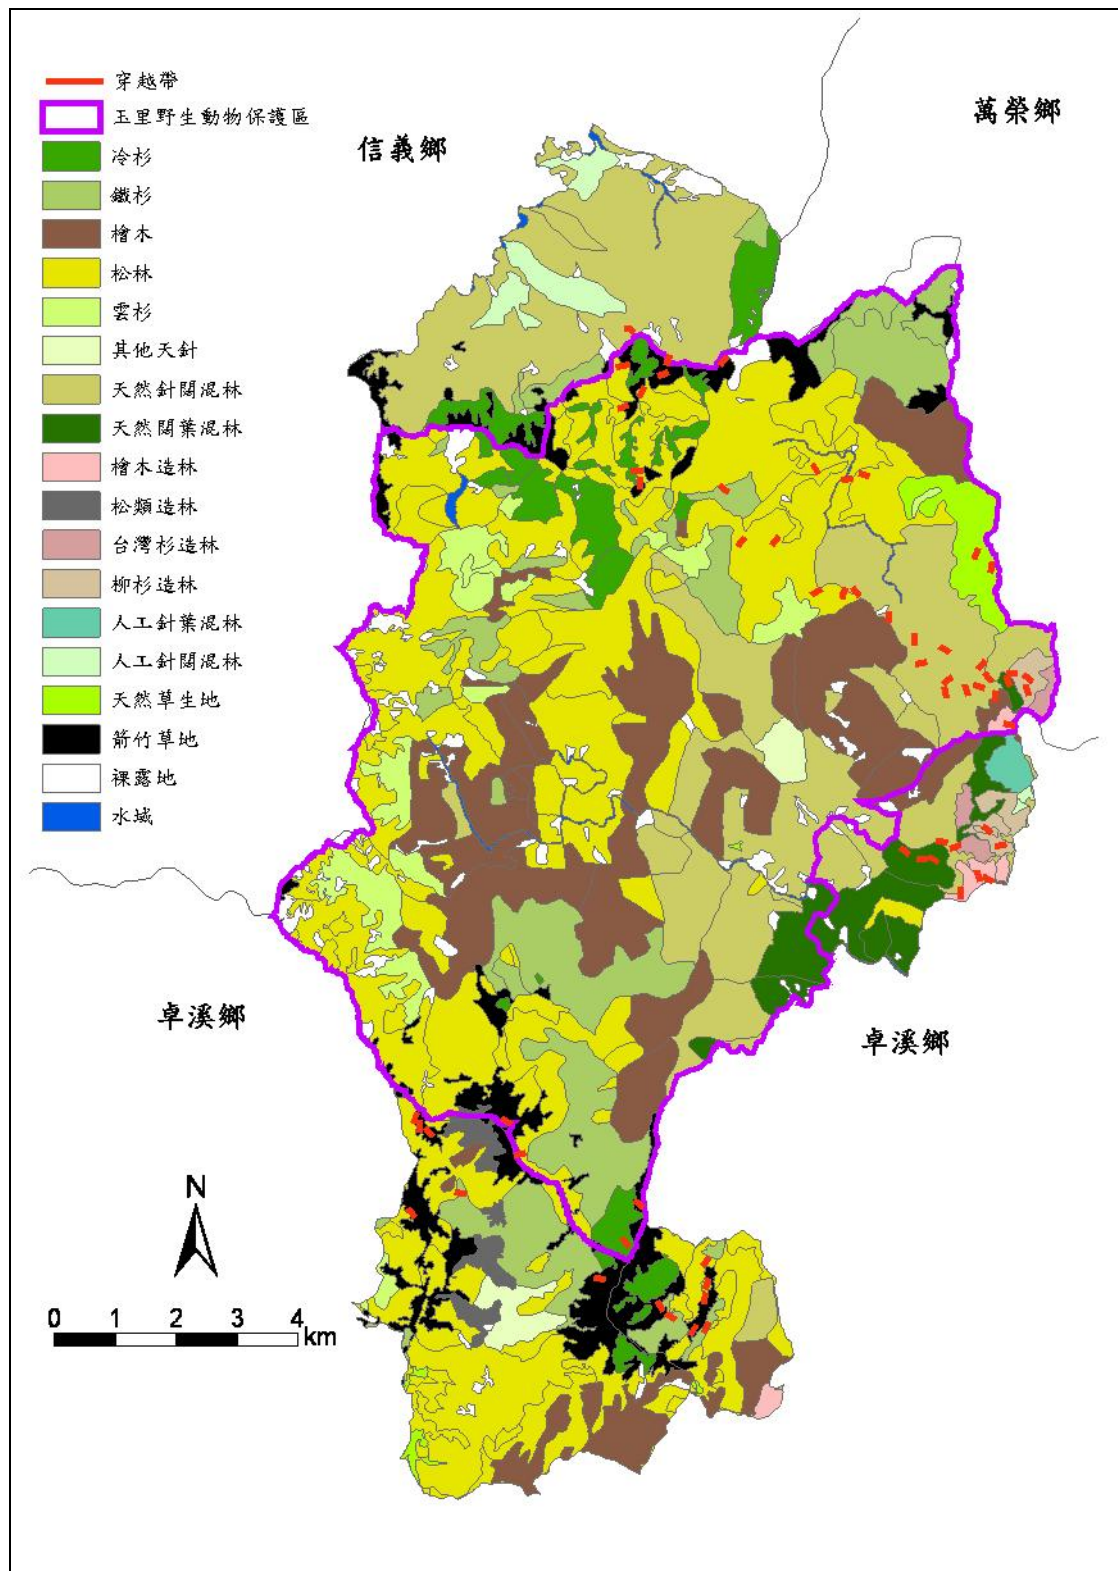 穿越帶
玉里野生動物保護區
冷杉
鐵杉
檜木
松林
雲杉
其他天針
天然針闊混林
天然闊葉混林
檜木造林
松類造林
台灣杉造林
柳杉造林
人工針葉混林
人工針闊混林
天然草生地
箭竹草地
裸露地
水域
信義鄉
萬榮鄉
卓溪鄉
卓溪鄉
N
0 1 2 3 4
km